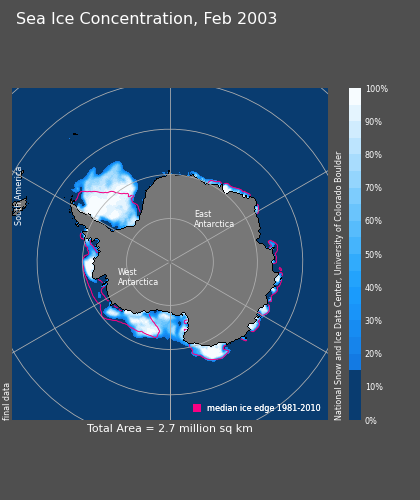 Sea Ice Concentration, Feb 2003
South America
East
Antarctica
West
Antarctica
final data
median ice edge 1981-2010
Total Area = 2.7 million sq km
National Snow and Ice Data Center, University of Colorado Boulder
100%
90%
80%
70%
60%
50%
40%
30%
20%
10%
0%